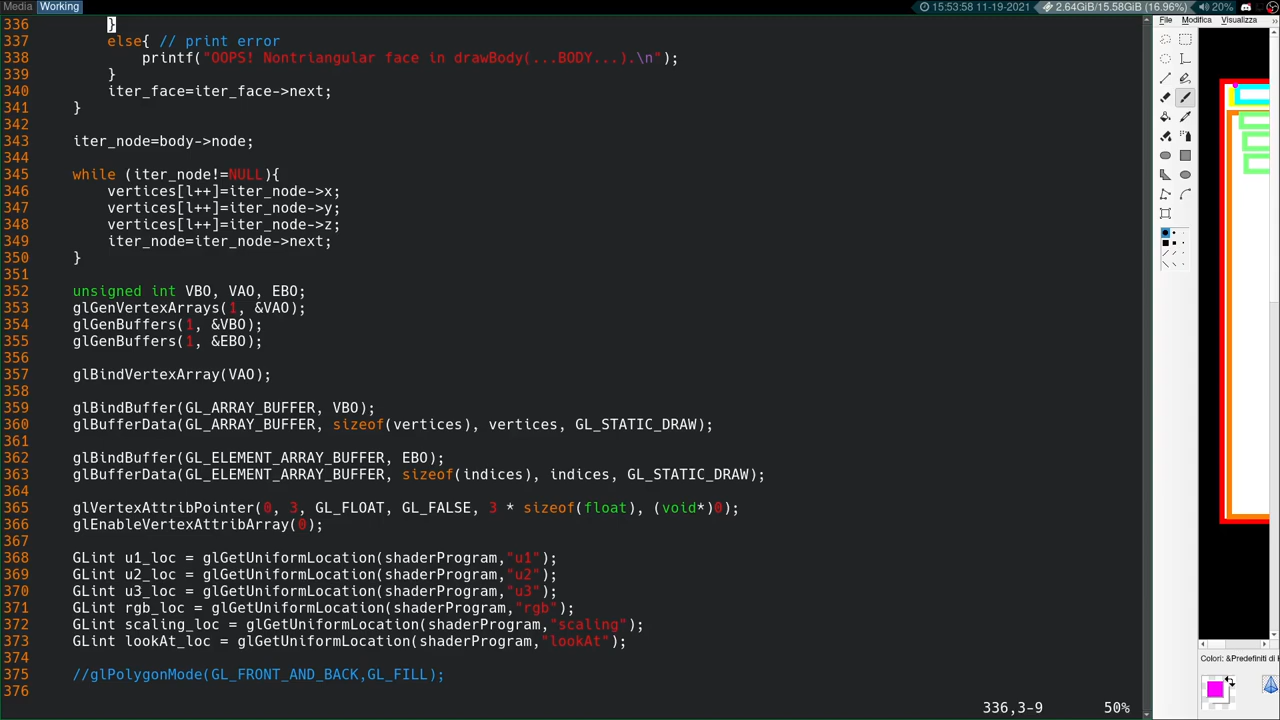 Media Working 15:53:58 11-19-2021 2.64GiB/15.58GiB (16.96%) 20%
336         }
337         else{ // print error
338             printf("OOPS! Nontriangular face in drawBody(...BODY...).\n");
339         }
340         iter_face=iter_face->next;
341     }
342
343     iter_node=body->node;
344
345     while (iter_node!=NULL){
346         vertices[l++]=iter_node->x;
347         vertices[l++]=iter_node->y;
348         vertices[l++]=iter_node->z;
349         iter_node=iter_node->next;
350     }
351
352     unsigned int VBO, VAO, EBO;
353     glGenVertexArrays(1, &VAO);
354     glGenBuffers(1, &VBO);
355     glGenBuffers(1, &EBO);
356
357     glBindVertexArray(VAO);
358
359     glBindBuffer(GL_ARRAY_BUFFER, VBO);
360     glBufferData(GL_ARRAY_BUFFER, sizeof(vertices), vertices, GL_STATIC_DRAW);
361
362     glBindBuffer(GL_ELEMENT_ARRAY_BUFFER, EBO);
363     glBufferData(GL_ELEMENT_ARRAY_BUFFER, sizeof(indices), indices, GL_STATIC_DRAW);
364
365     glVertexAttribPointer(0, 3, GL_FLOAT, GL_FALSE, 3 * sizeof(float), (void*)0);
366     glEnableVertexAttribArray(0);
367
368     GLint u1_loc = glGetUniformLocation(shaderProgram,"u1");
369     GLint u2_loc = glGetUniformLocation(shaderProgram,"u2");
370     GLint u3_loc = glGetUniformLocation(shaderProgram,"u3");
371     GLint rgb_loc = glGetUniformLocation(shaderProgram,"rgb");
372     GLint scaling_loc = glGetUniformLocation(shaderProgram,"scaling");
373     GLint lookAt_loc = glGetUniformLocation(shaderProgram,"lookAt");
374
375     //glPolygonMode(GL_FRONT_AND_BACK,GL_FILL);
376
336,3-9 50%
File Modifica Visualizza »
Colori: &Predefiniti di